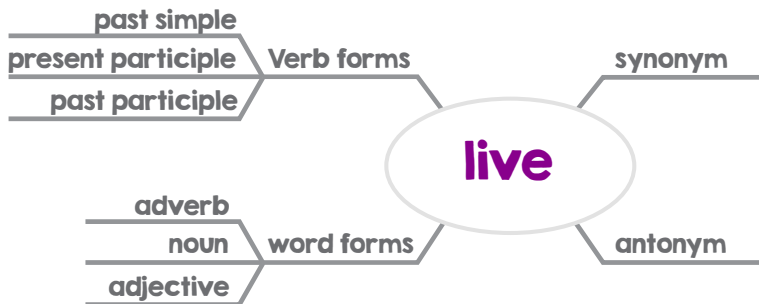 past simple
present participle
past participle
Verb forms
synonym
live
adverb
noun
adjective
word forms
antonym